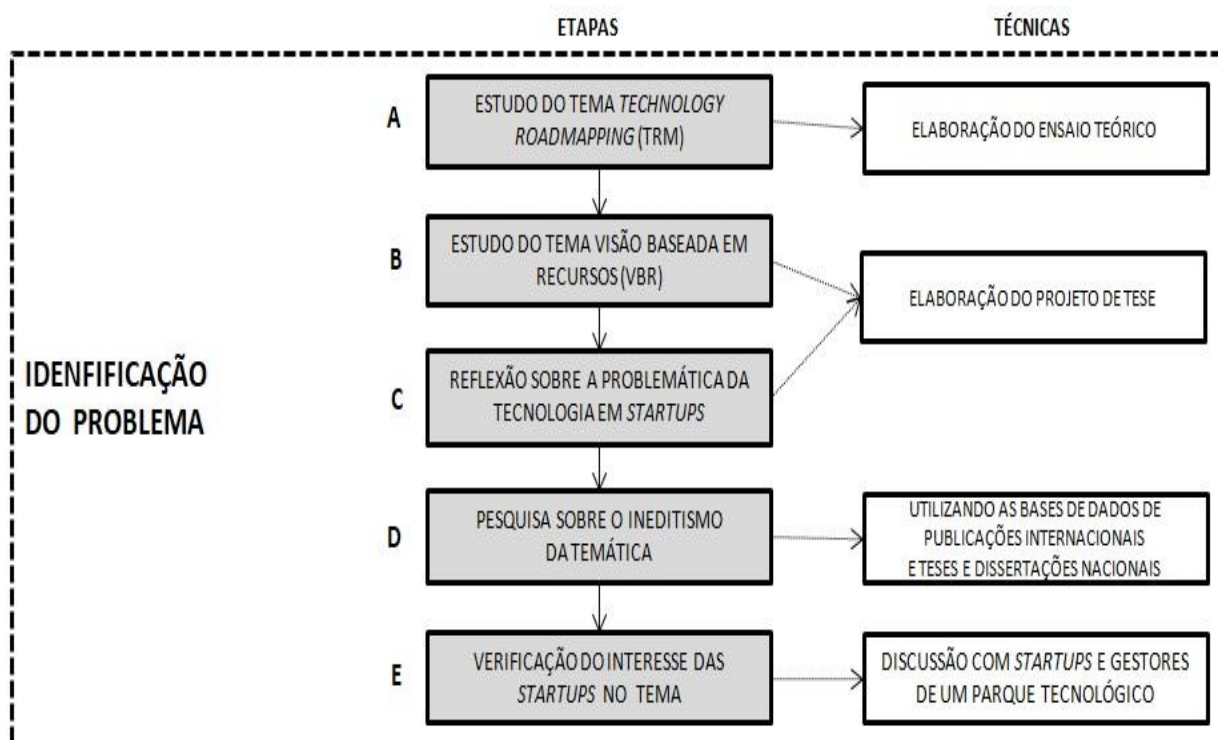 ETAPAS
TÉCNICAS
A
ESTUDO DO TEMA TECHNOLOGY
ROADMAPPING (TRM)
ELABORAÇÃO DO ENSAIO TEÓRICO
B
ESTUDO DO TEMA VISÃO BASEADA EM
RECURSOS (VBR)
ELABORAÇÃO DO PROJETO DE TESE
IDENFIFICAÇÃO
DO PROBLEMA
C
REFLEXÃO SOBRE A PROBLEMÁTICA DA
TECNOLOGIA EM STARTUPS
D
PESQUISA SOBRE O INEDITISMO
DA TEMÁTICA
UTILIZANDO AS BASES DE DADOS DE
PUBLICAÇÕES INTERNACIONAIS
E TESES E DISSERTAÇÕES NACIONAIS
E
VERIFICAÇÃO DO INTERESSE DAS
STARTUPS NO TEMA
DISCUSSÃO COM STARTUPS E GESTORES
DE UM PARQUE TECNOLÓGICO